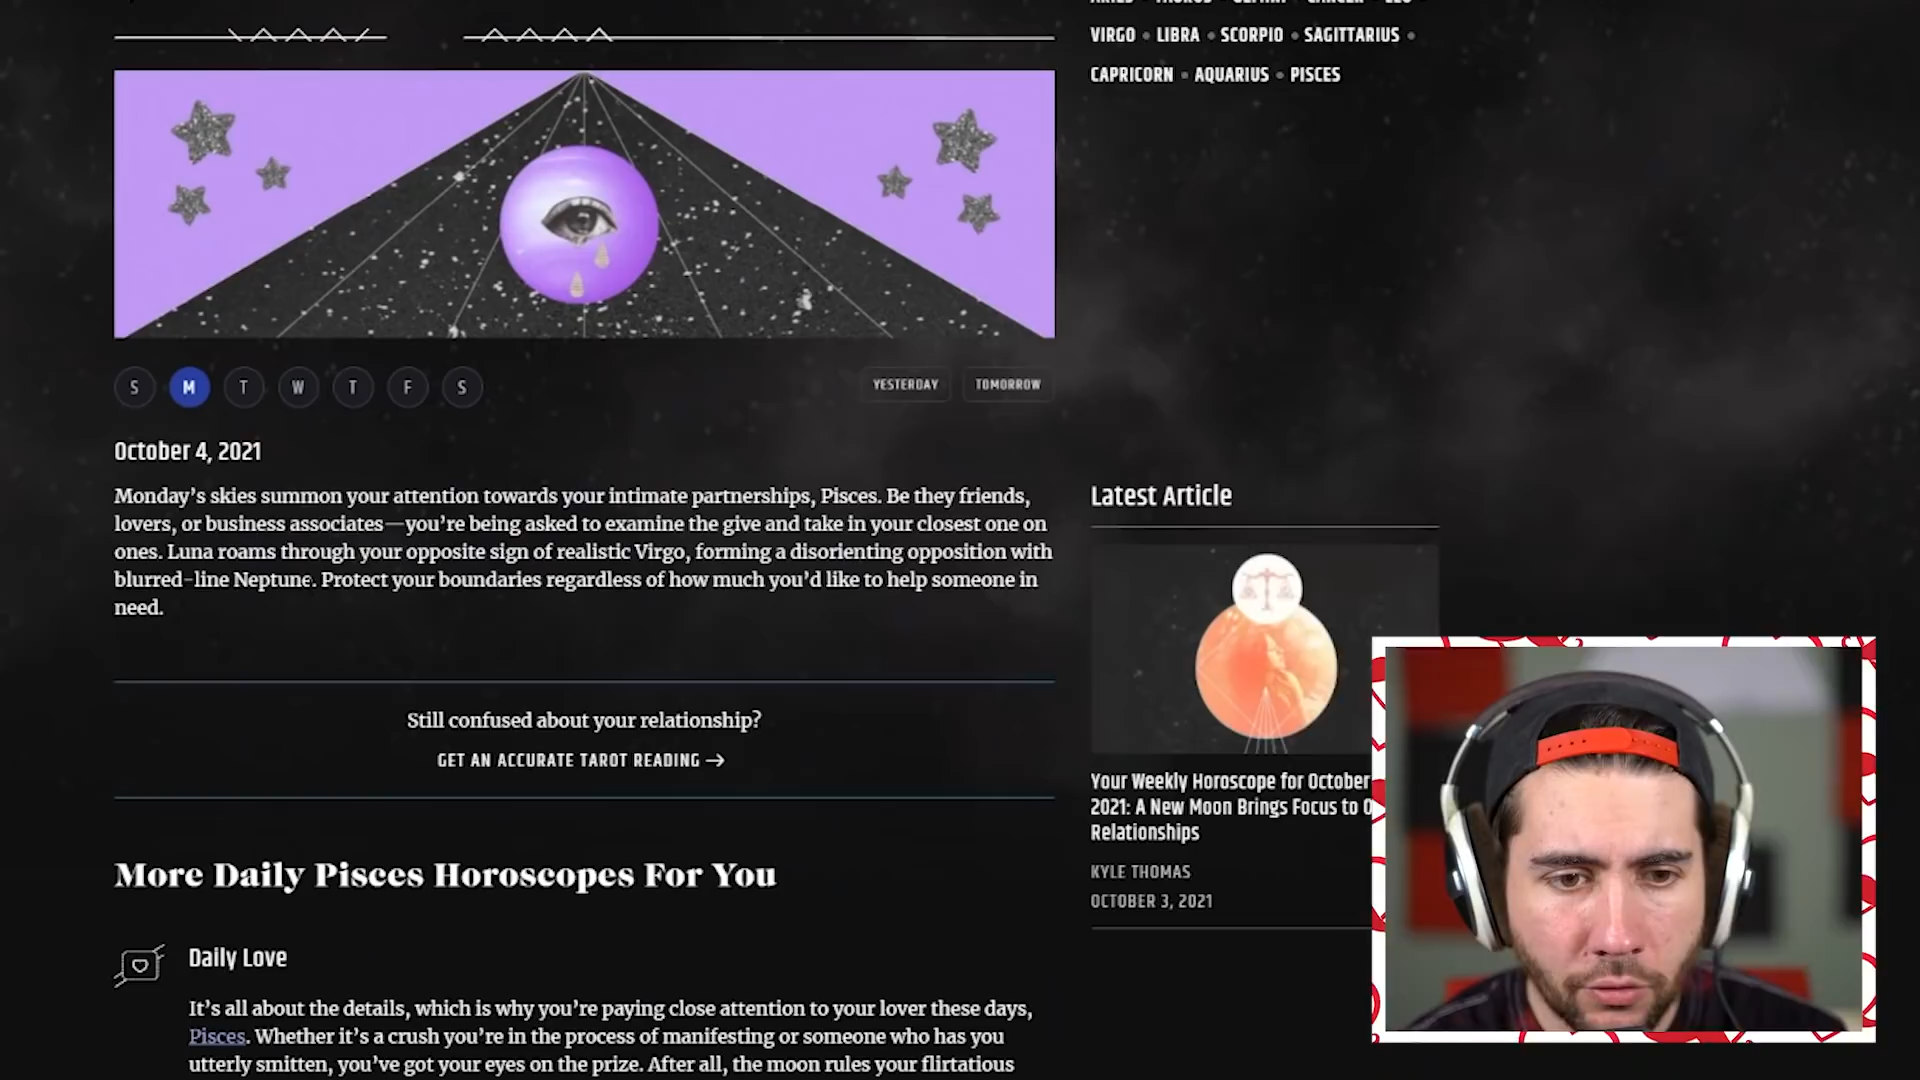 VIRGO • LIBRA • SCORPIO • SAGITTARIUS •
CAPRICORN • AQUARIUS • PISCES
S M T W T F S
YESTERDAY TOMORROW
October 4, 2021
Monday’s skies summon your attention towards your intimate partnerships, Pisces. Be they friends,
lovers, or business associates—you’re being asked to examine the give and take in your closest one on
ones. Luna roams through your opposite sign of realistic Virgo, forming a disorienting opposition with
blurred-line Neptune. Protect your boundaries regardless of how much you’d like to help someone in
need.
Still confused about your relationship?
GET AN ACCURATE TAROT READING →
More Daily Pisces Horoscopes For You
Daily Love
It’s all about the details, which is why you’re paying close attention to your lover these days,
Pisces. Whether it’s a crush you’re in the process of manifesting or someone who has you
utterly smitten, you’ve got your eyes on the prize. After all, the moon rules your flirtatious
Latest Article
Your Weekly Horoscope for October
2021: A New Moon Brings Focus to
Relationships
KYLE THOMAS
OCTOBER 3, 2021